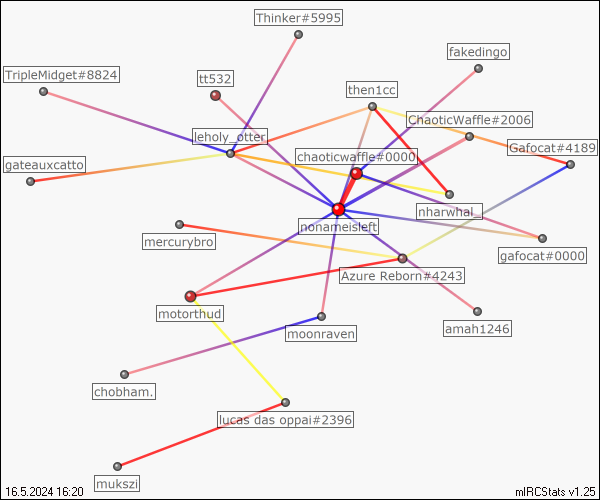 Thinker#5995
fakedingo
TripleMidget#8824
tt532
then1cc
ChaoticWaffle#2006
leholy_otter
Gafocat#4189
gateauxcatto
chaoticwaffle#0000
nharwhal_
nonameisleft
mercurybro
gafocat#0000
Azure Reborn#4243
motorthud
moonraven
amah1246
chobham.
lucas das oppai#2396
mukszi
16.5.2024 16:20
mIRCStats v1.25